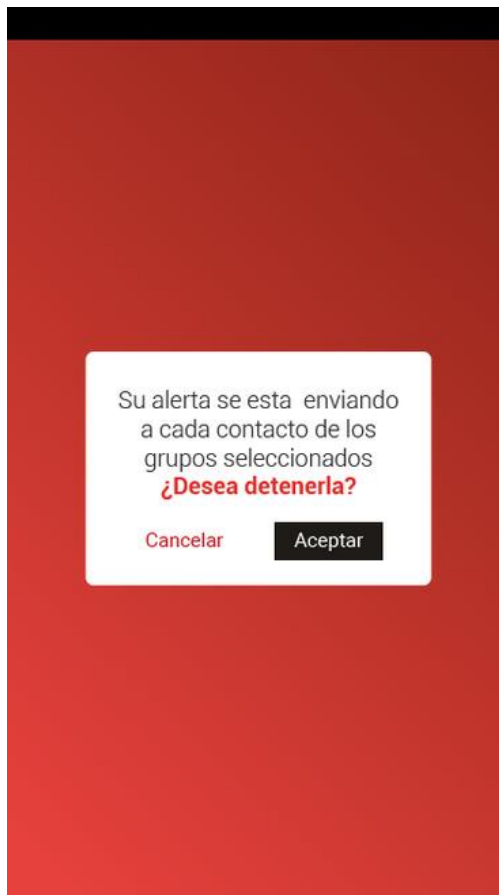 Su alerta se esta enviando
a cada contacto de los
grupos seleccionados
¿Desea detenerla?
Cancelar Aceptar